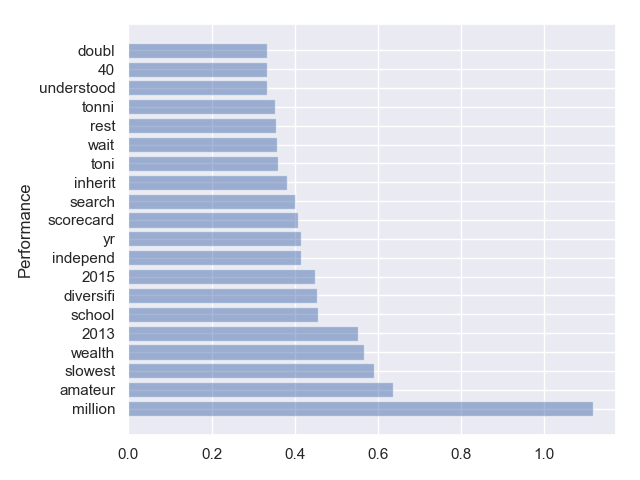 doubl
40
understood
tonni
rest
wait
toni
inherit
search
scorecard
yr
independ
2015
diversifi
school
2013
wealth
slowest
amateur
million
Performance
0.0 0.2 0.4 0.6 0.8 1.0